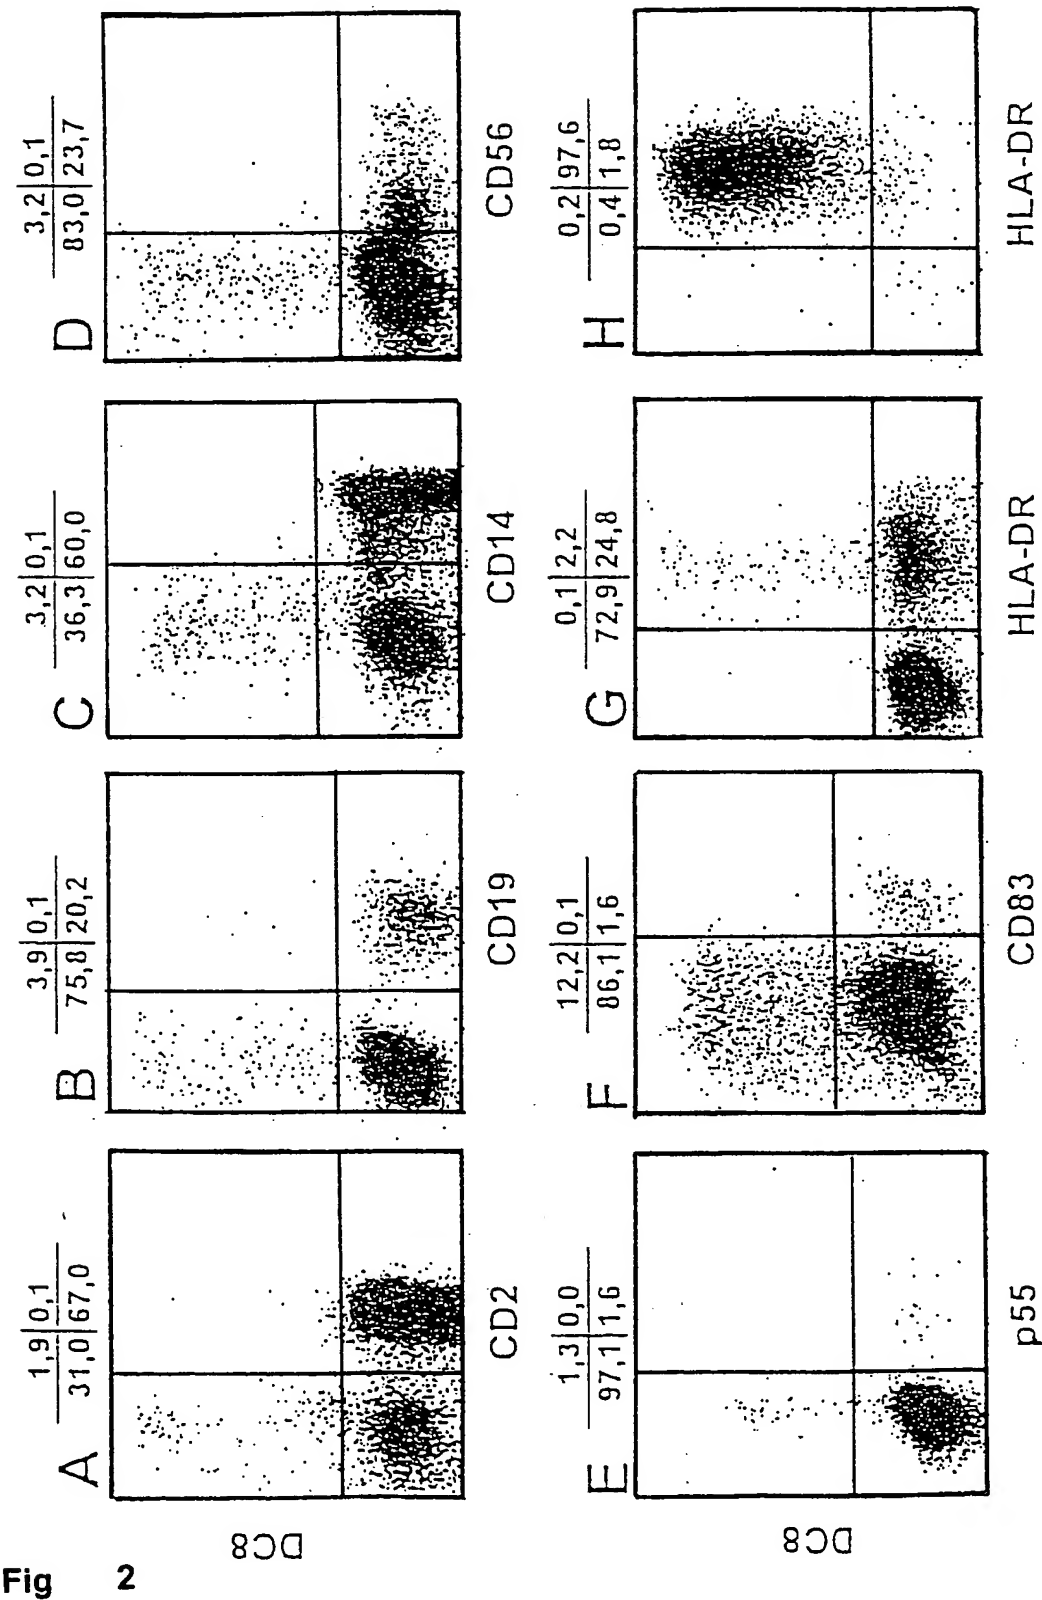 Fig 2
A
1,9 0,1
31,0 67,0
B
3,9 0,1
75,8 20,2
C
3,2 0,1
36,3 60,0
D
3,2 0,1
83,0 23,7
DC8
CD2
CD19
CD14
CD56
E
1,3 0,0
97,1 1,6
F
12,2 0,1
86,1 1,6
G
0,1 2,2
72,9 24,8
H
0,2 97,6
0,4 1,8
DC8
p55
CD83
HLA-DR
HLA-DR